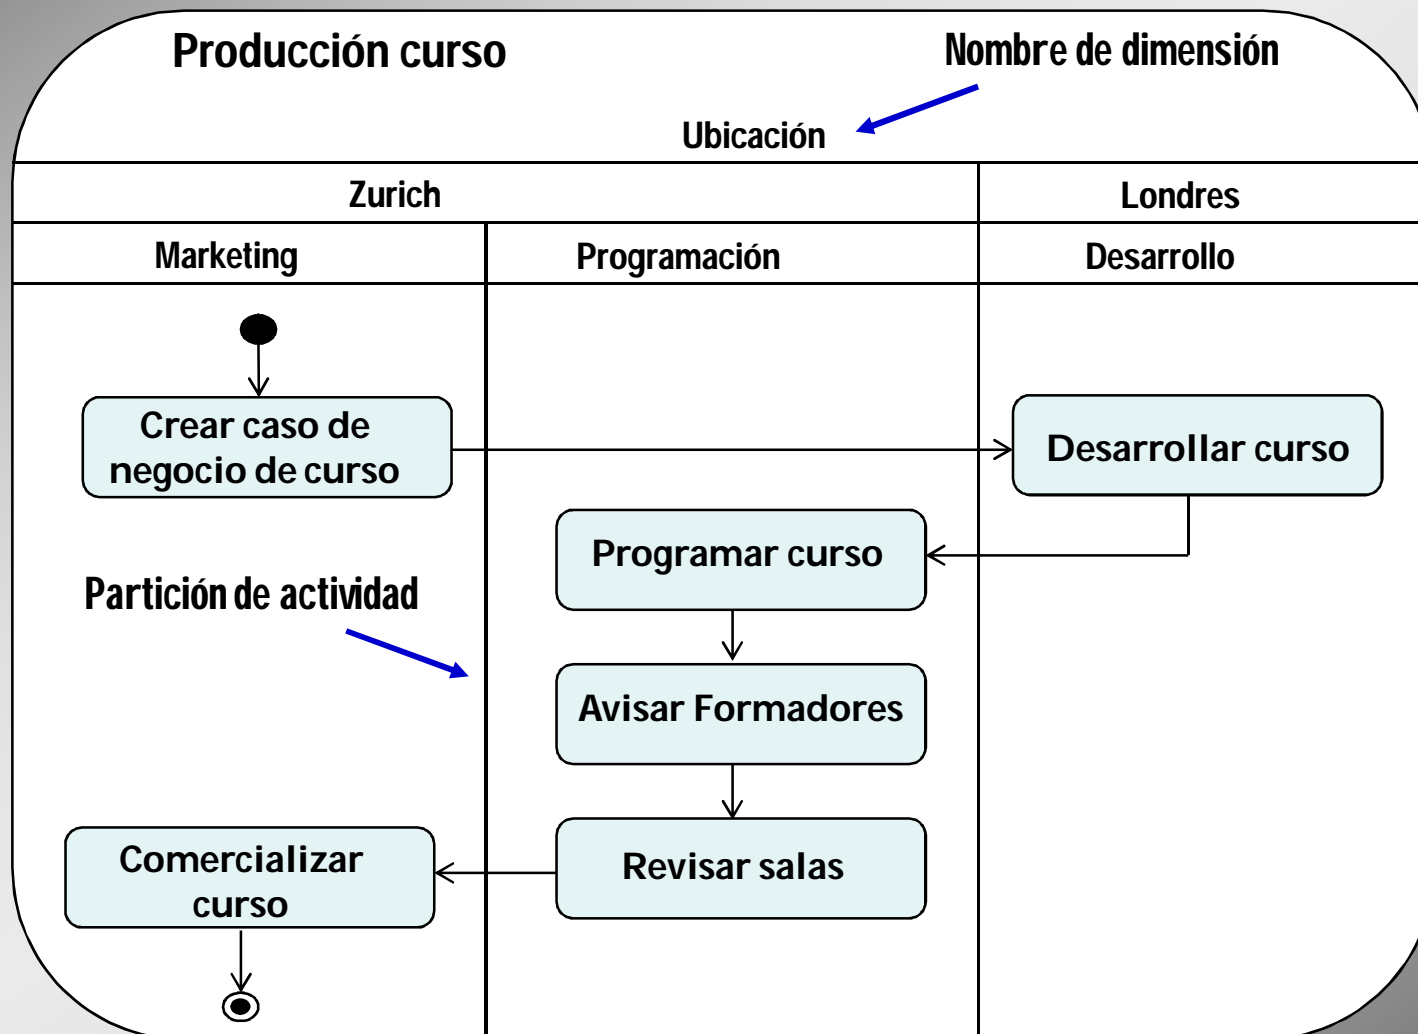 Producción curso
Nombre de dimensión
Ubicación
Zurich
Londres
Marketing
Programación
Desarrollo
Crear caso de
negocio de curso
Desarrollar curso
Programar curso
Partición de actividad
Avisar Formadores
Comercializar
curso
Revisar salas